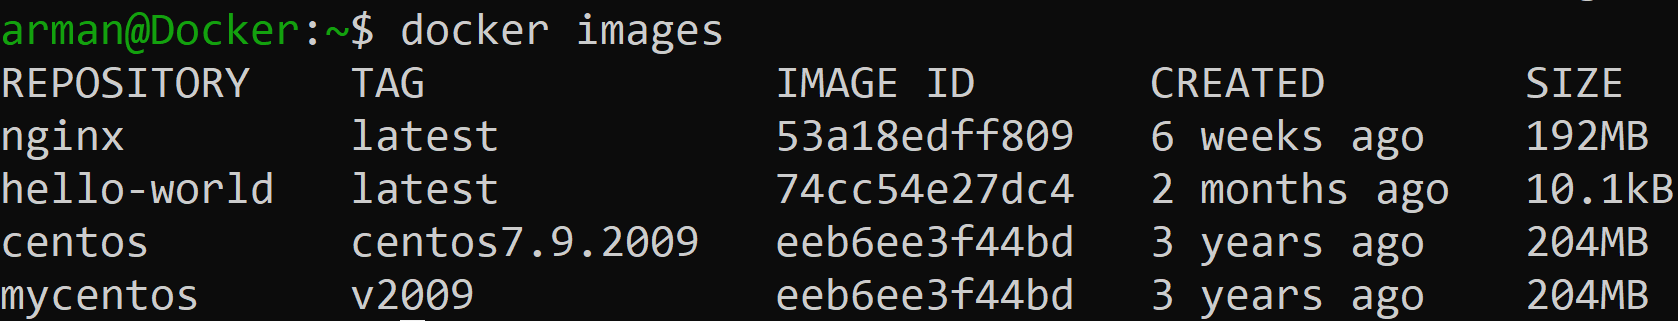 arman@Docker:~$ docker images
REPOSITORY TAG IMAGE ID CREATED SIZE
nginx latest 53a18edff809 6 weeks ago 192MB
hello-world latest 74cc54e27dc4 2 months ago 10.1kB
centos centos7.9.2009 eeb6ee3f44bd 3 years ago 204MB
mycentos v2009 eeb6ee3f44bd 3 years ago 204MB